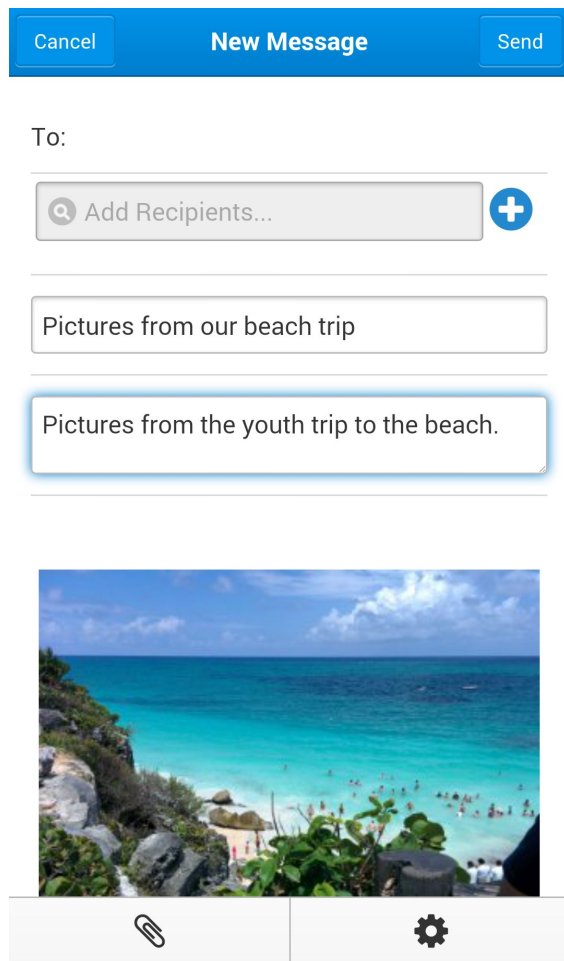 Cancel New Message Send
To:
Add Recipients...
Pictures from our beach trip
Pictures from the youth trip to the beach.